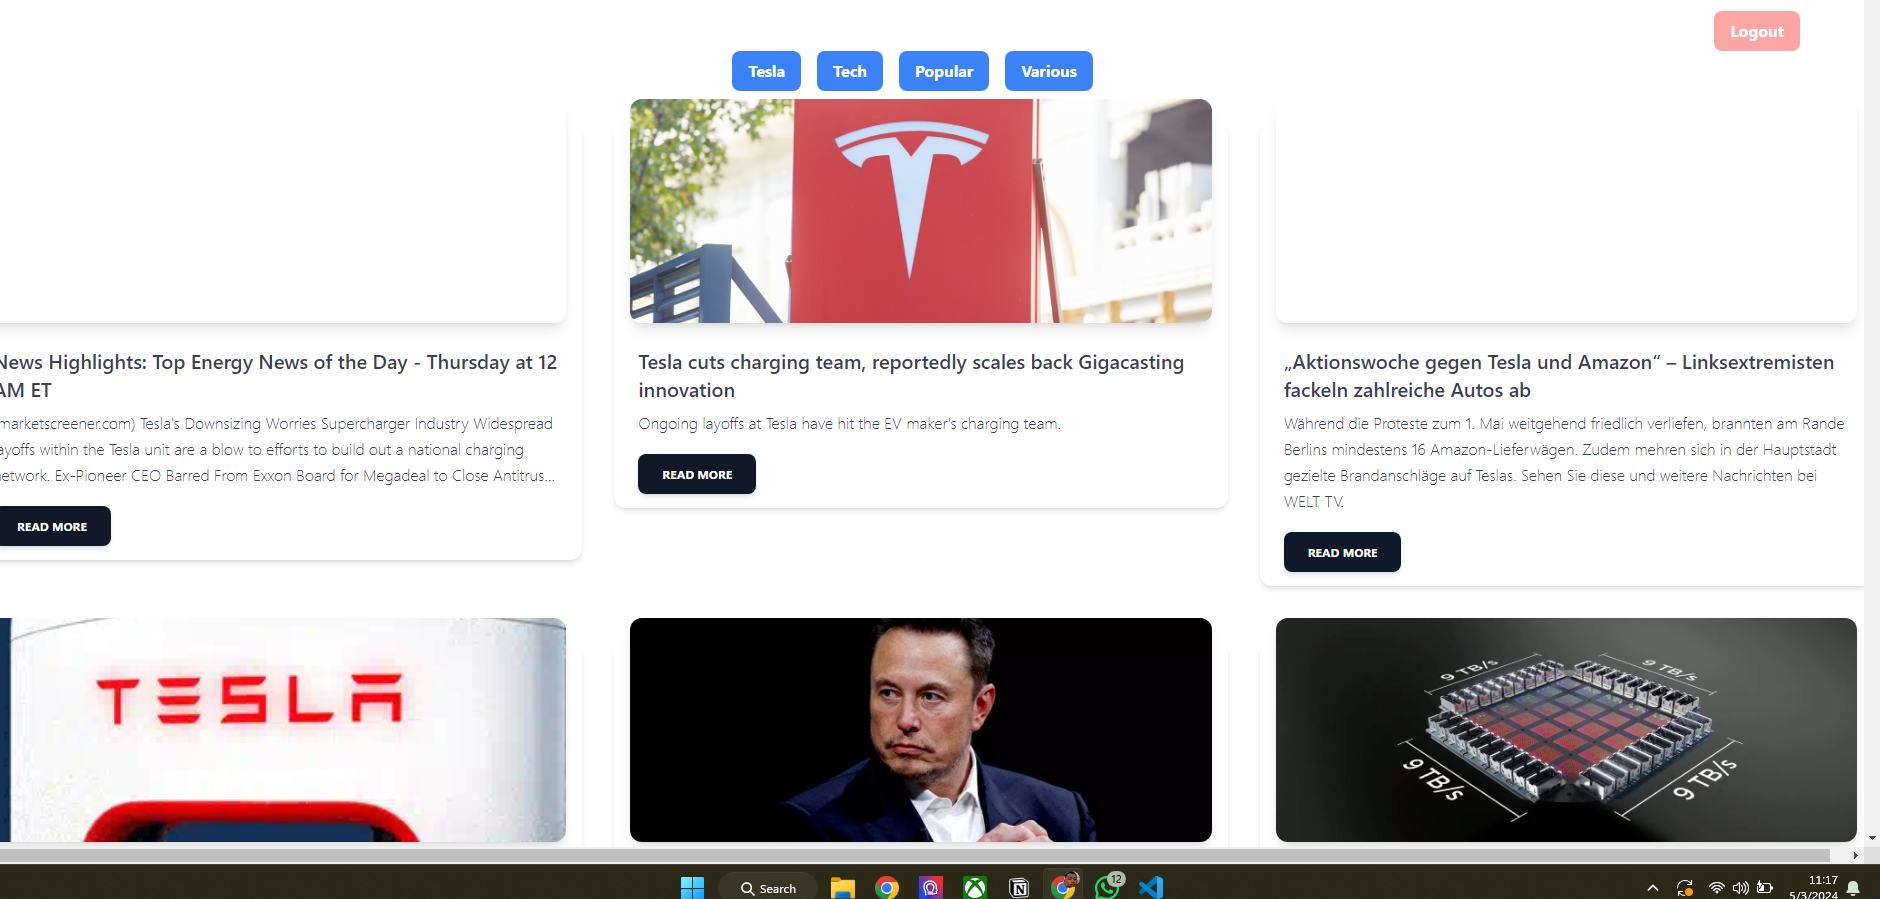 Logout
Tesla
Tech
Popular
Various
News Highlights: Top Energy News of the Day - Thursday at 12
AM ET
marketscreener.com) Tesla's Downsizing Worries Supercharger Industry Widespread
ayoffs within the Tesla unit are a blow to efforts to build out a national charging
etwork. Ex-Pioneer CEO Barred From Exxon Board for Megadeal to Close Antitrus...
READ MORE
Tesla cuts charging team, reportedly scales back Gigacasting
innovation
Ongoing layoffs at Tesla have hit the EV maker's charging team.
READ MORE
„Aktionswoche gegen Tesla und Amazon“ – Linksextremisten
fackeln zahlreiche Autos ab
Während die Proteste zum 1. Mai weitgehend friedlich verliefen, brannten am Rande
Berlins mindestens 16 Amazon-Lieferwägen. Zudem mehren sich in der Hauptstadt
gezielte Brandanschläge auf Teslas. Sehen Sie diese und weitere Nachrichten bei
WELT TV.
READ MORE
TESLA
9 TB/s
9 TB/s
9 TB/s
9 TB/s
Search
12
11:17
5/3/2024